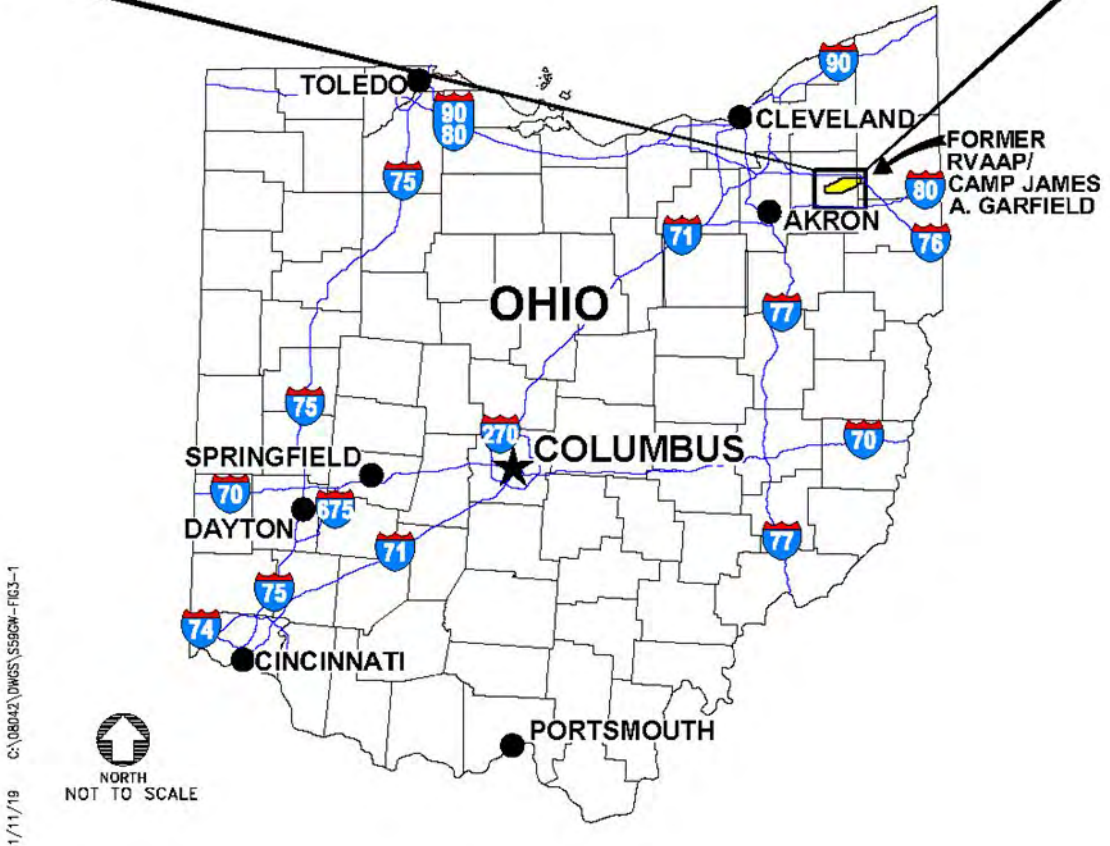 90
TOLEDO
90
80
CLEVELAND
FORMER
RVAAP/
CAMP JAMES
A. GARFIELD
80
75
AKRON
71
76
OHIO
77
75
270
COLUMBUS
70
SPRINGFIELD
70
675
DAYTON
71
77
75
74
CINCINNATI
PORTSMOUTH
NORTH
NOT TO SCALE
1/11/19 C:\08042\DWGS\S59GW-FIG3-1